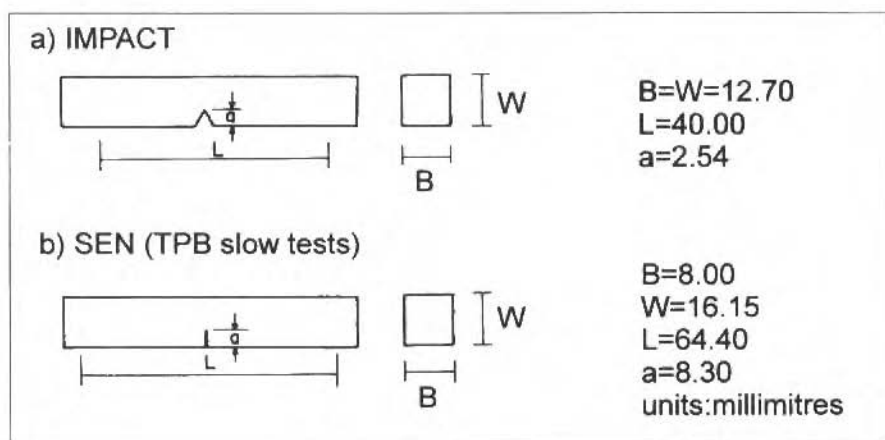 a) IMPACT
a
L
W
B
B=W=12.70
L=40.00
a=2.54
b) SEN (TPB slow tests)
a
L
W
B
B=8.00
W=16.15
L=64.40
a=8.30
units:millimitres